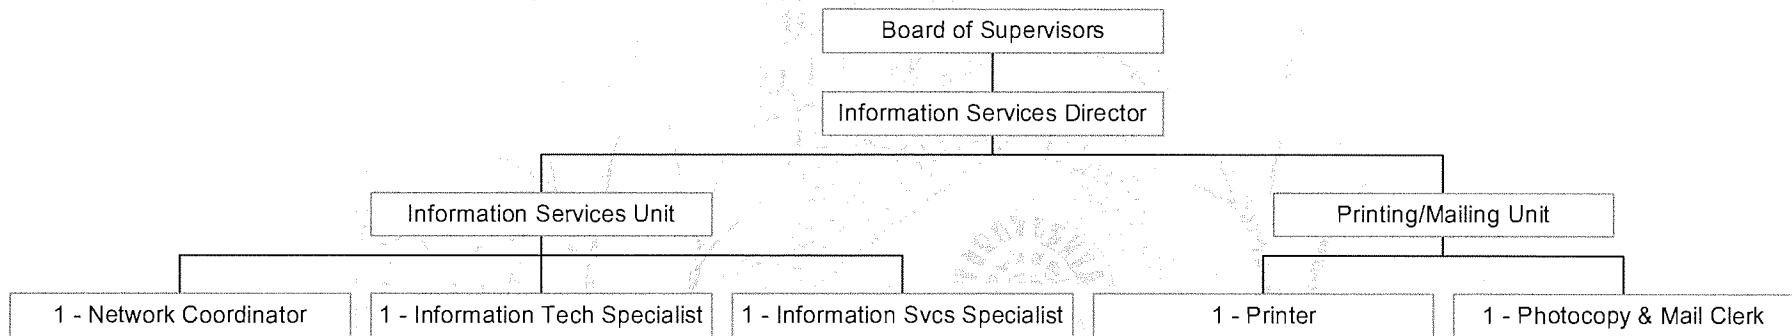 Board of Supervisors
Information Services Director
Information Services Unit
Printing/Mailing Unit
1 - Network Coordinator
1 - Information Tech Specialist
1 - Information Svcs Specialist
1 - Printer
1 - Photocopy & Mail Clerk